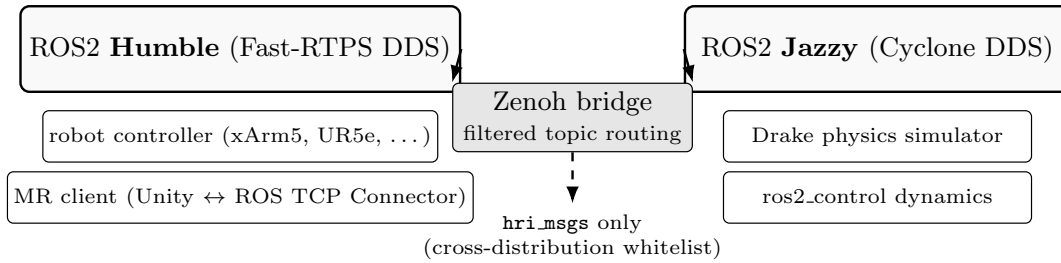 ROS2 Humble (Fast-RTPS DDS)
robot controller (xArm5, UR5e, ...)
MR client (Unity ↔ ROS TCP Connector)
Zenoh bridge
filtered topic routing
hri_msgs only
(cross-distribution whitelist)
ROS2 Jazzy (Cyclone DDS)
Drake physics simulator
ros2_control dynamics